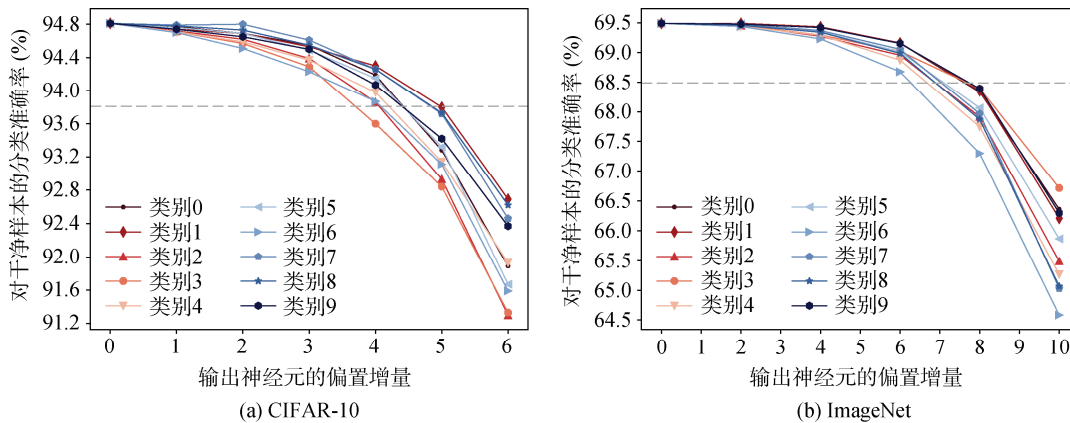 对干净样本的分类准确率 (%)
94.8
94.4
94.0
93.6
93.2
92.8
92.4
92.0
91.6
91.2
类别0
类别1
类别2
类别3
类别4
类别5
类别6
类别7
类别8
类别9
0 1 2 3 4 5 6
输出神经元的偏置增量
(a) CIFAR-10
对干净样本的分类准确率 (%)
69.5
69.0
68.5
68.0
67.5
67.0
66.5
66.0
65.5
65.0
64.5
类别0
类别1
类别2
类别3
类别4
类别5
类别6
类别7
类别8
类别9
0 1 2 3 4 5 6 7 8 9 10
输出神经元的偏置增量
(b) ImageNet